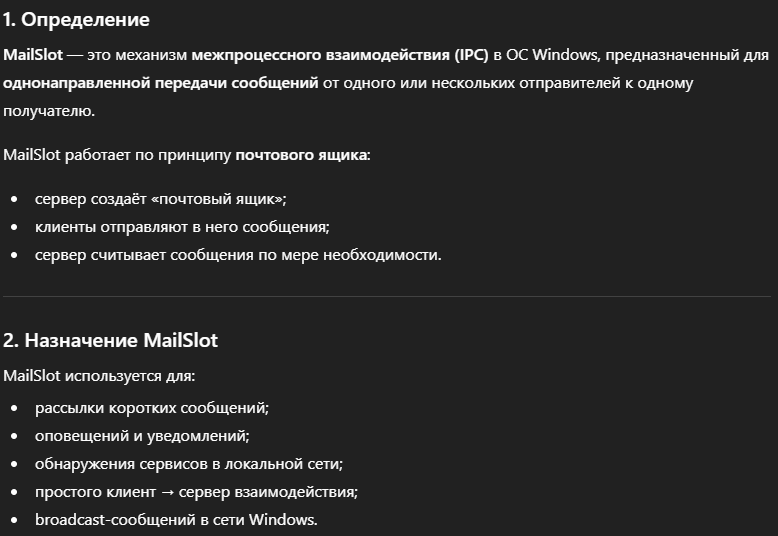 1. Определение
MailSlot — это механизм межпроцессного взаимодействия (IPC) в ОС Windows, предназначенный для
однонаправленной передачи сообщений от одного или нескольких отправителей к одному
получателю.
MailSlot работает по принципу почтового ящика:
• сервер создаёт «почтовый ящик»;
• клиенты отправляют в него сообщения;
• сервер считывает сообщения по мере необходимости.
2. Назначение MailSlot
MailSlot используется для:
• рассылки коротких сообщений;
• оповещений и уведомлений;
• обнаружения сервисов в локальной сети;
• простого клиент → сервер взаимодействия;
• broadcast-сообщений в сети Windows.